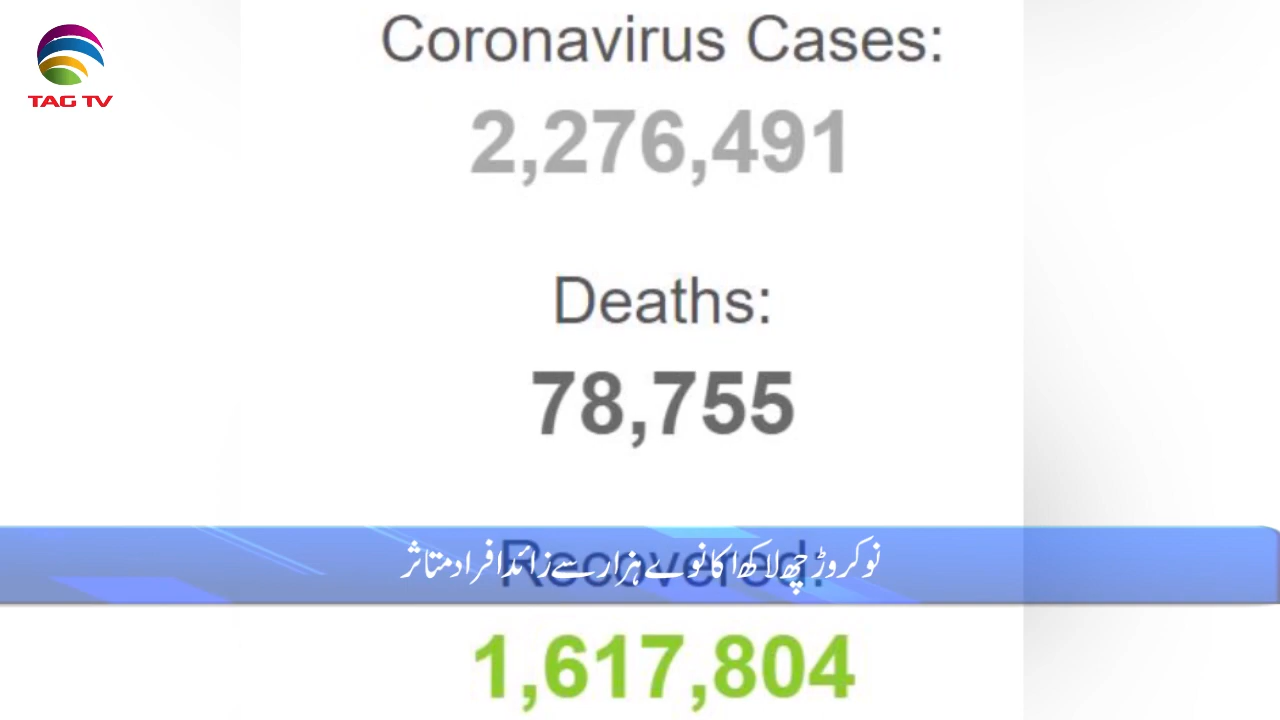 TAG TV
Coronavirus Cases:
2,276,491
Deaths:
78,755
Recovered:
نو کروڑ چھ لاکھ اکانوے ہزار سے زائد افراد متاثر
1,617,804